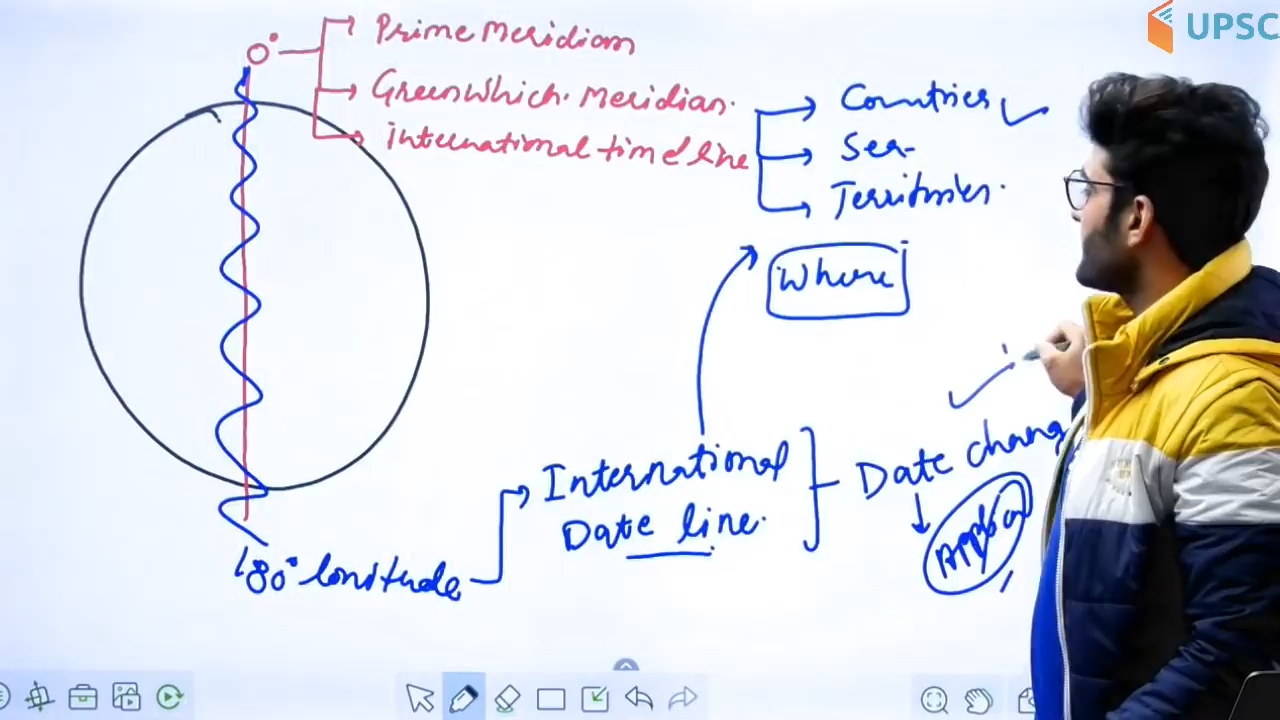 UPSC
0°
Prime Meridian
Greenwhich. Meridian.
international time line
Countries
Sea
Territories.
Where
International
Date line.
Date chang
180° longitude